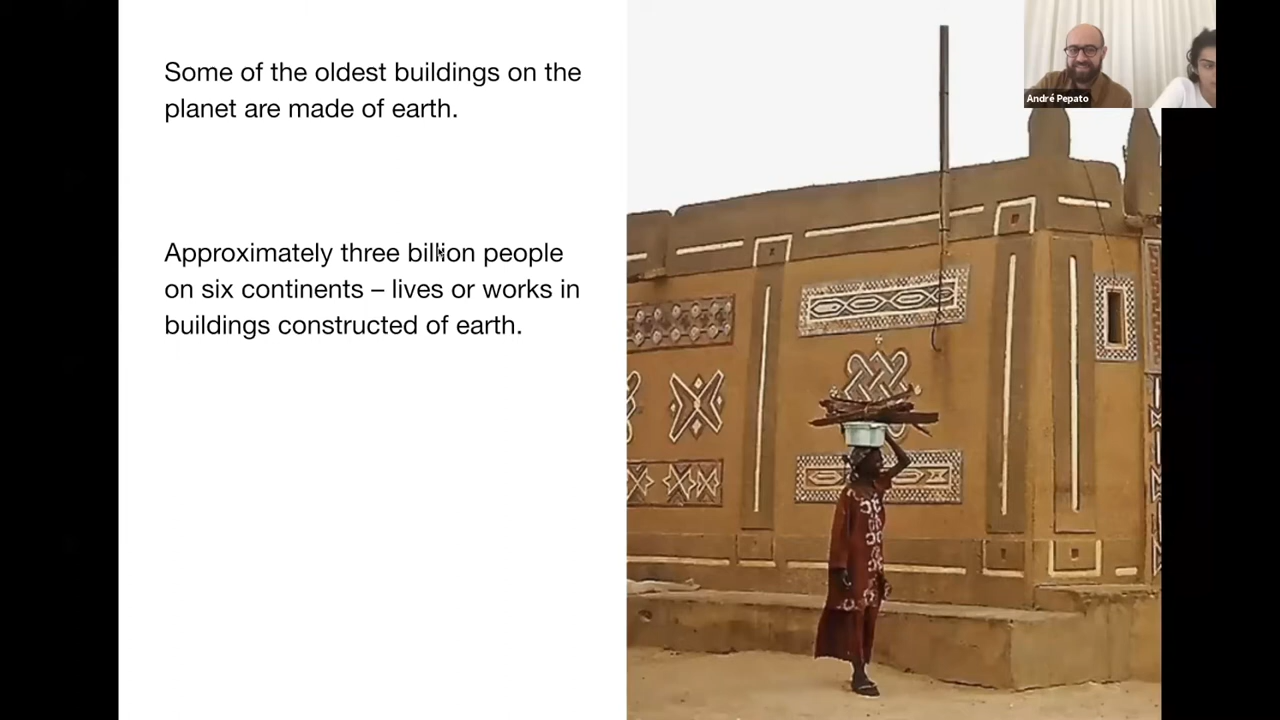 Some of the oldest buildings on the
planet are made of earth.
Approximately three billion people
on six continents – lives or works in
buildings constructed of earth.
André Pepato